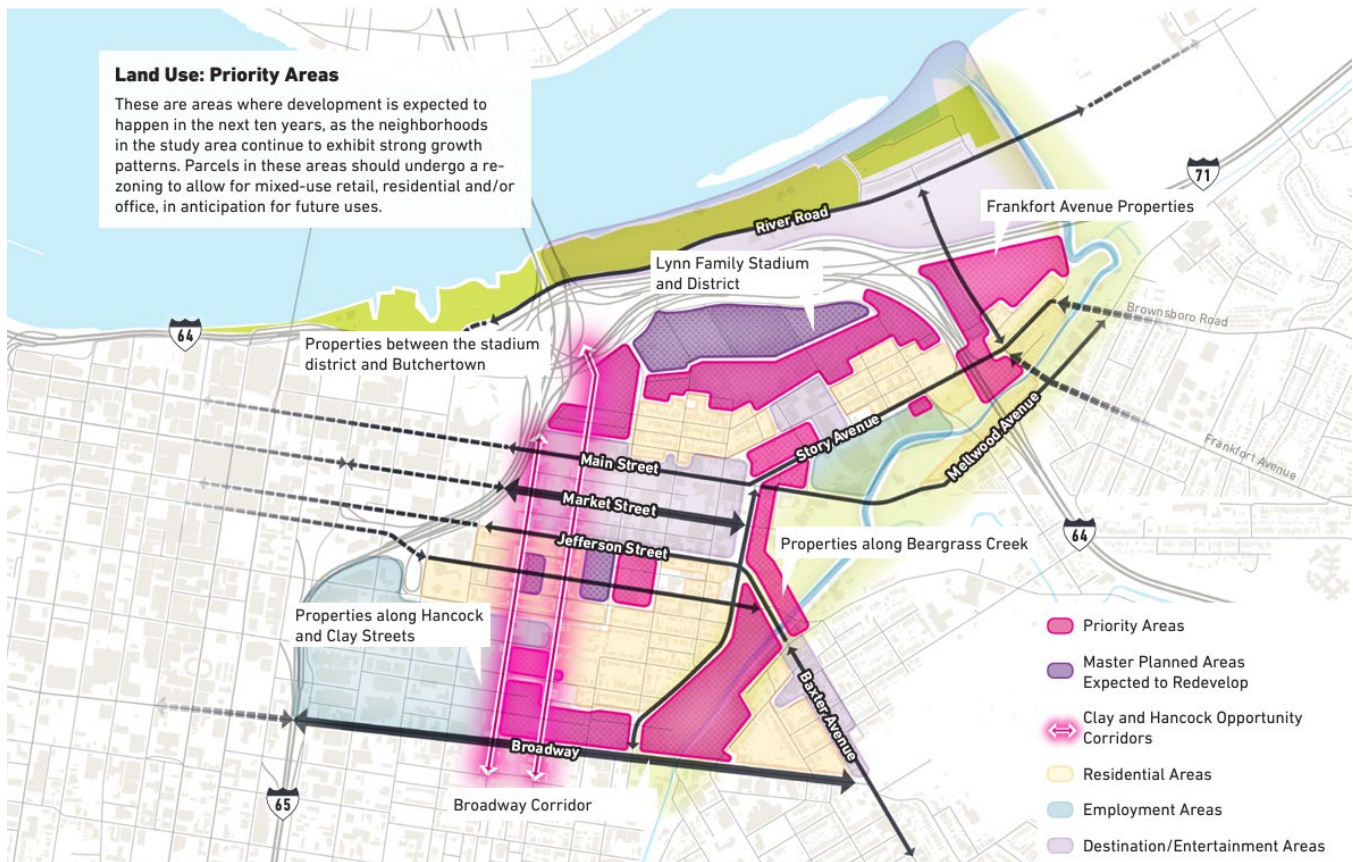 Land Use: Priority Areas
These are areas where development is expected to
happen in the next ten years, as the neighborhoods
in the study area continue to exhibit strong growth
patterns. Parcels in these areas should undergo a re-
zoning to allow for mixed-use retail, residential and/or
office, in anticipation for future uses.
71
Frankfort Avenue Properties
River Road
Lynn Family Stadium
and District
64
Properties between the stadium
district and Butchertown
Brownsboro Road
Story Avenue
Mellwood Avenue
Frankfort Avenue
Main Street
Market Street
Jefferson Street
64
Properties along Beargrass Creek
Properties along Hancock
and Clay Streets
Baxter Avenue
Broadway
65
Broadway Corridor
Priority Areas
Master Planned Areas
Expected to Redevelop
Clay and Hancock Opportunity
Corridors
Residential Areas
Employment Areas
Destination/Entertainment Areas